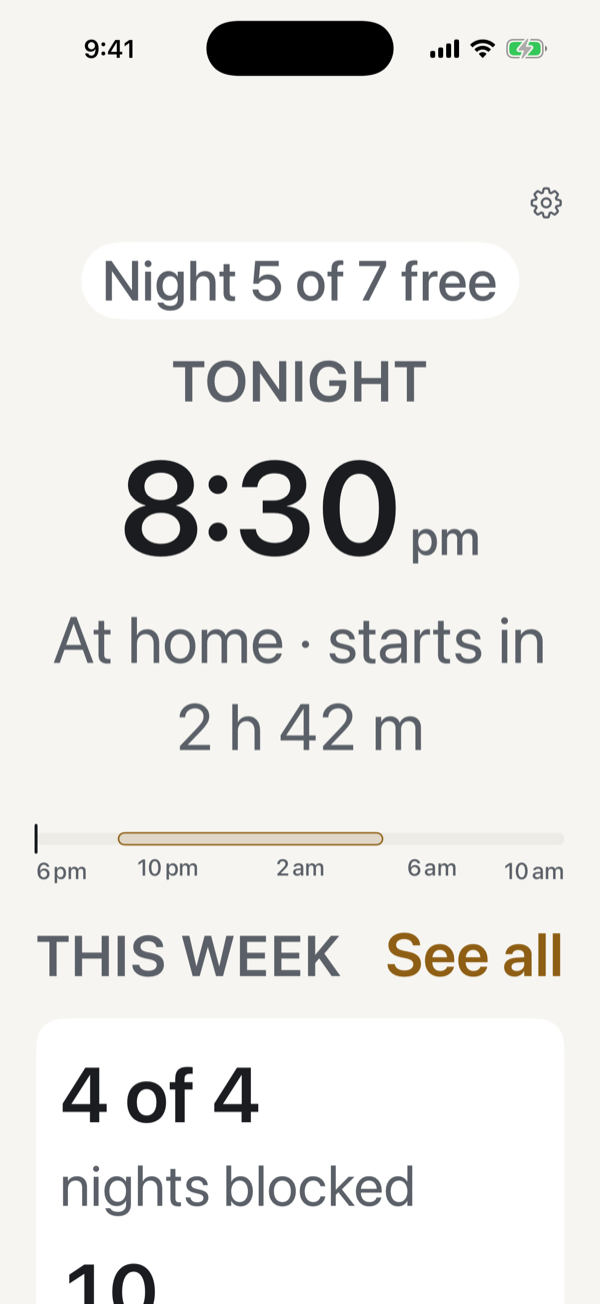 9:41
Night 5 of 7 free
TONIGHT
8:30 pm
At home · starts in
2 h 42 m
6 pm 10 pm 2 am 6 am 10 am
THIS WEEK See all
4 of 4
nights blocked
10